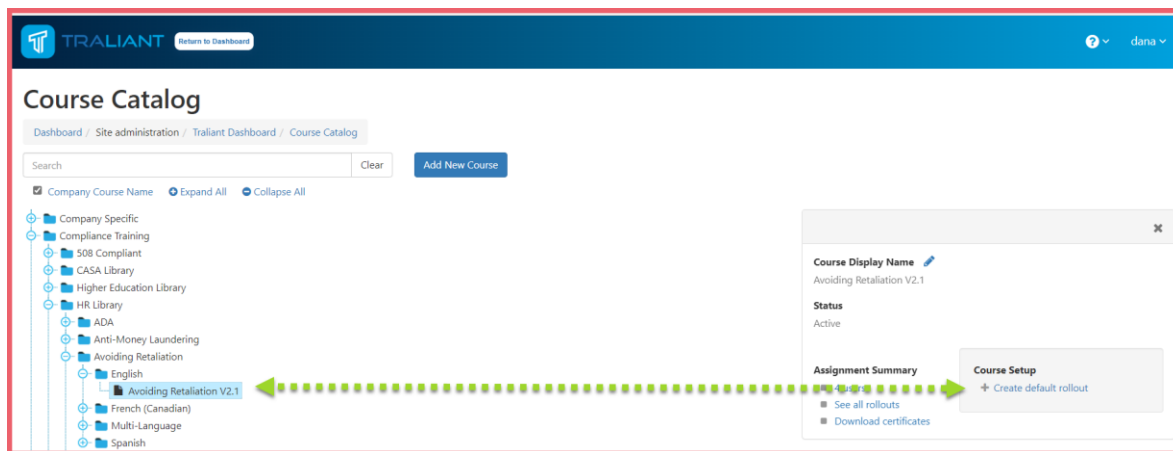 TRALIANT Return to Dashboard
? dana
Course Catalog
Dashboard / Site administration / Traliant Dashboard / Course Catalog
Search Clear Add New Course
Company Course Name Expand All Collapse All
Company Specific
Compliance Training
508 Compliant
CASA Library
Higher Education Library
HR Library
ADA
Anti-Money Laundering
Avoiding Retaliation
English
Avoiding Retaliation V2.1
French (Canadian)
Multi-Language
Spanish
Course Display Name
Avoiding Retaliation V2.1
Status
Active
Assignment Summary
See all rollouts
Download certificates
Course Setup
+ Create default rollout